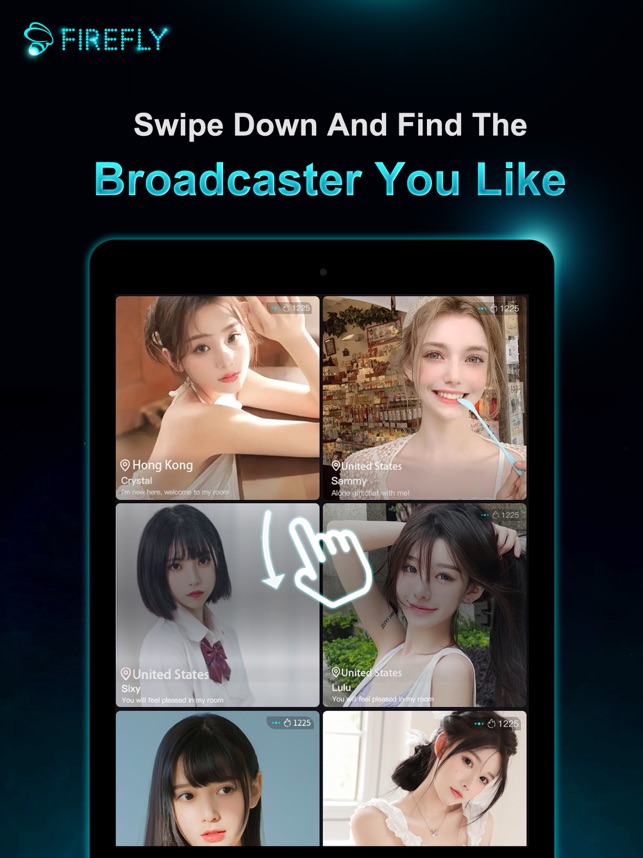 FIREFLY
Swipe Down And Find The
Broadcaster You Like
1225
1225
Hong Kong
Crystal
I'm new here, welcome to my room
United States
Sammy
Alone girl,chat with me!
1225
United States
Sixy
You will feel pleased in my room
United States
Lulu
You will feel pleased in my room
1225
1225